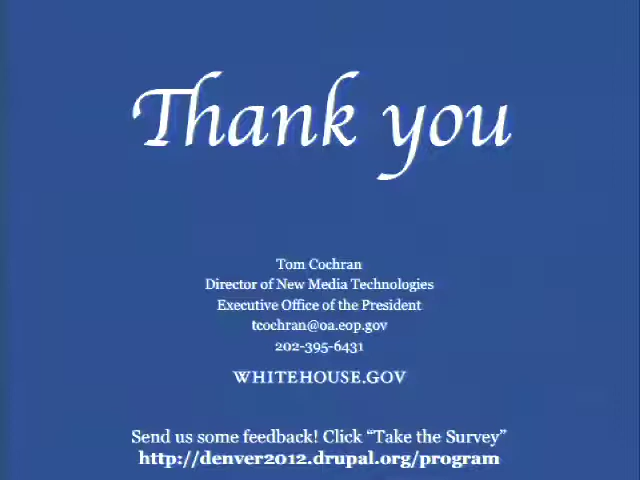 Thank you
Tom Cochran
Director of New Media Technologies
Executive Office of the President
tcochran@oa.eop.gov
202-395-6431
WHITEHOUSE.GOV
Send us some feedback! Click “Take the Survey”
http://denver2012.drupal.org/program